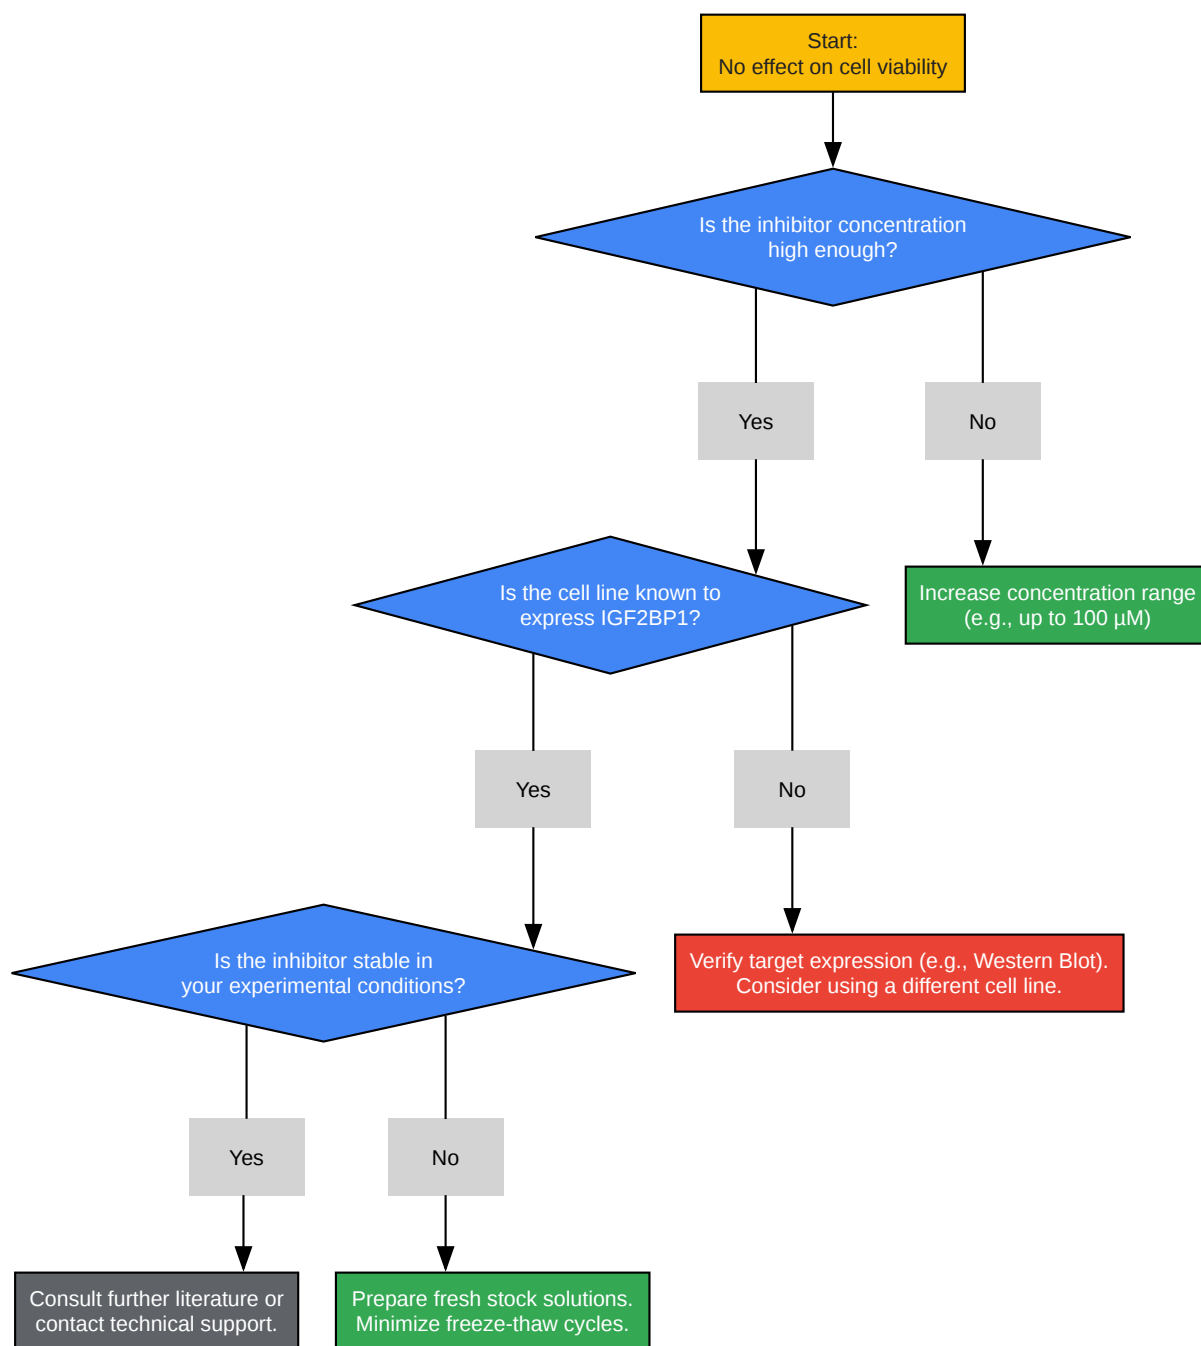 Start:
No effect on cell viability
Is the inhibitor concentration
high enough?
Yes
No
Is the cell line known to
express IGF2BP1?
Increase concentration range
(e.g., up to 100 µM)
Yes
No
Is the inhibitor stable in
your experimental conditions?
Verify target expression (e.g., Western Blot).
Consider using a different cell line.
Yes
No
Consult further literature or
contact technical support.
Prepare fresh stock solutions.
Minimize freeze-thaw cycles.